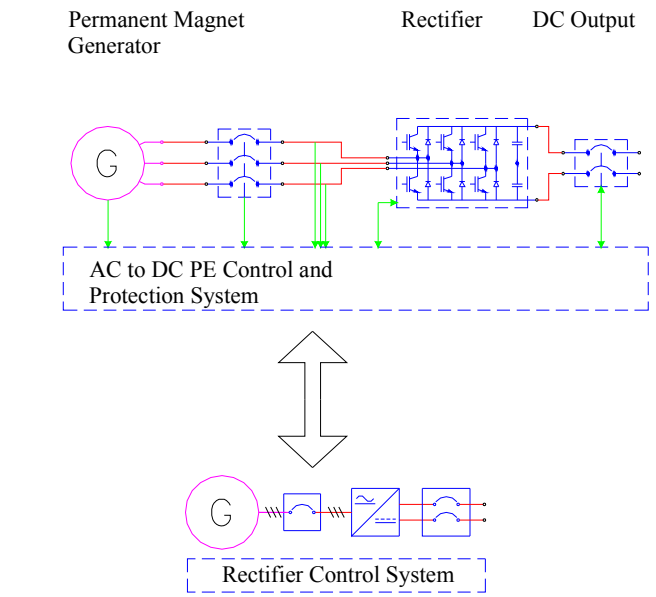 Permanent Magnet
Generator
Rectifier
DC Output
G
AC to DC PE Control and
Protection System
G
Rectifier Control System